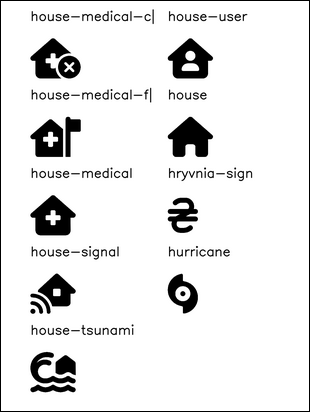 house-medical-c|
house-user
house-medical-f|
house
house-medical
hryvnia-sign
house-signal
hurricane
house-tsunami